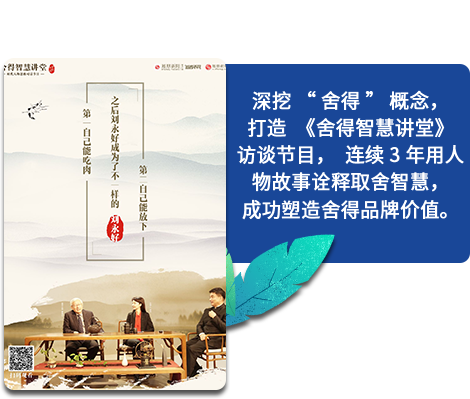 舍得智慧讲堂
第一 自己能吃肉
之后刘永好成为了不一样的
刘永好
第二 自己能放下
深挖 “舍得” 概念，
打造 《舍得智慧讲堂》
访谈节目， 连续 3 年用人
物故事诠释取舍智慧，
成功塑造舍得品牌价值。